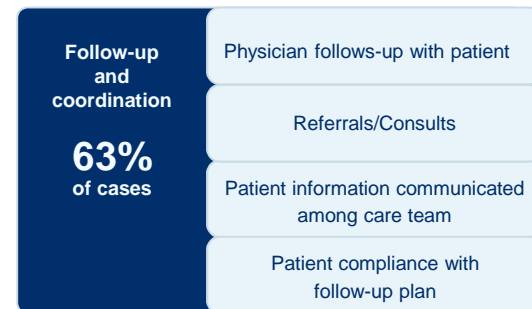 Follow-up
and
coordination
63%
of cases
Physician follows-up with patient
Referrals/Consults
Patient information communicated
among care team
Patient compliance with
follow-up plan